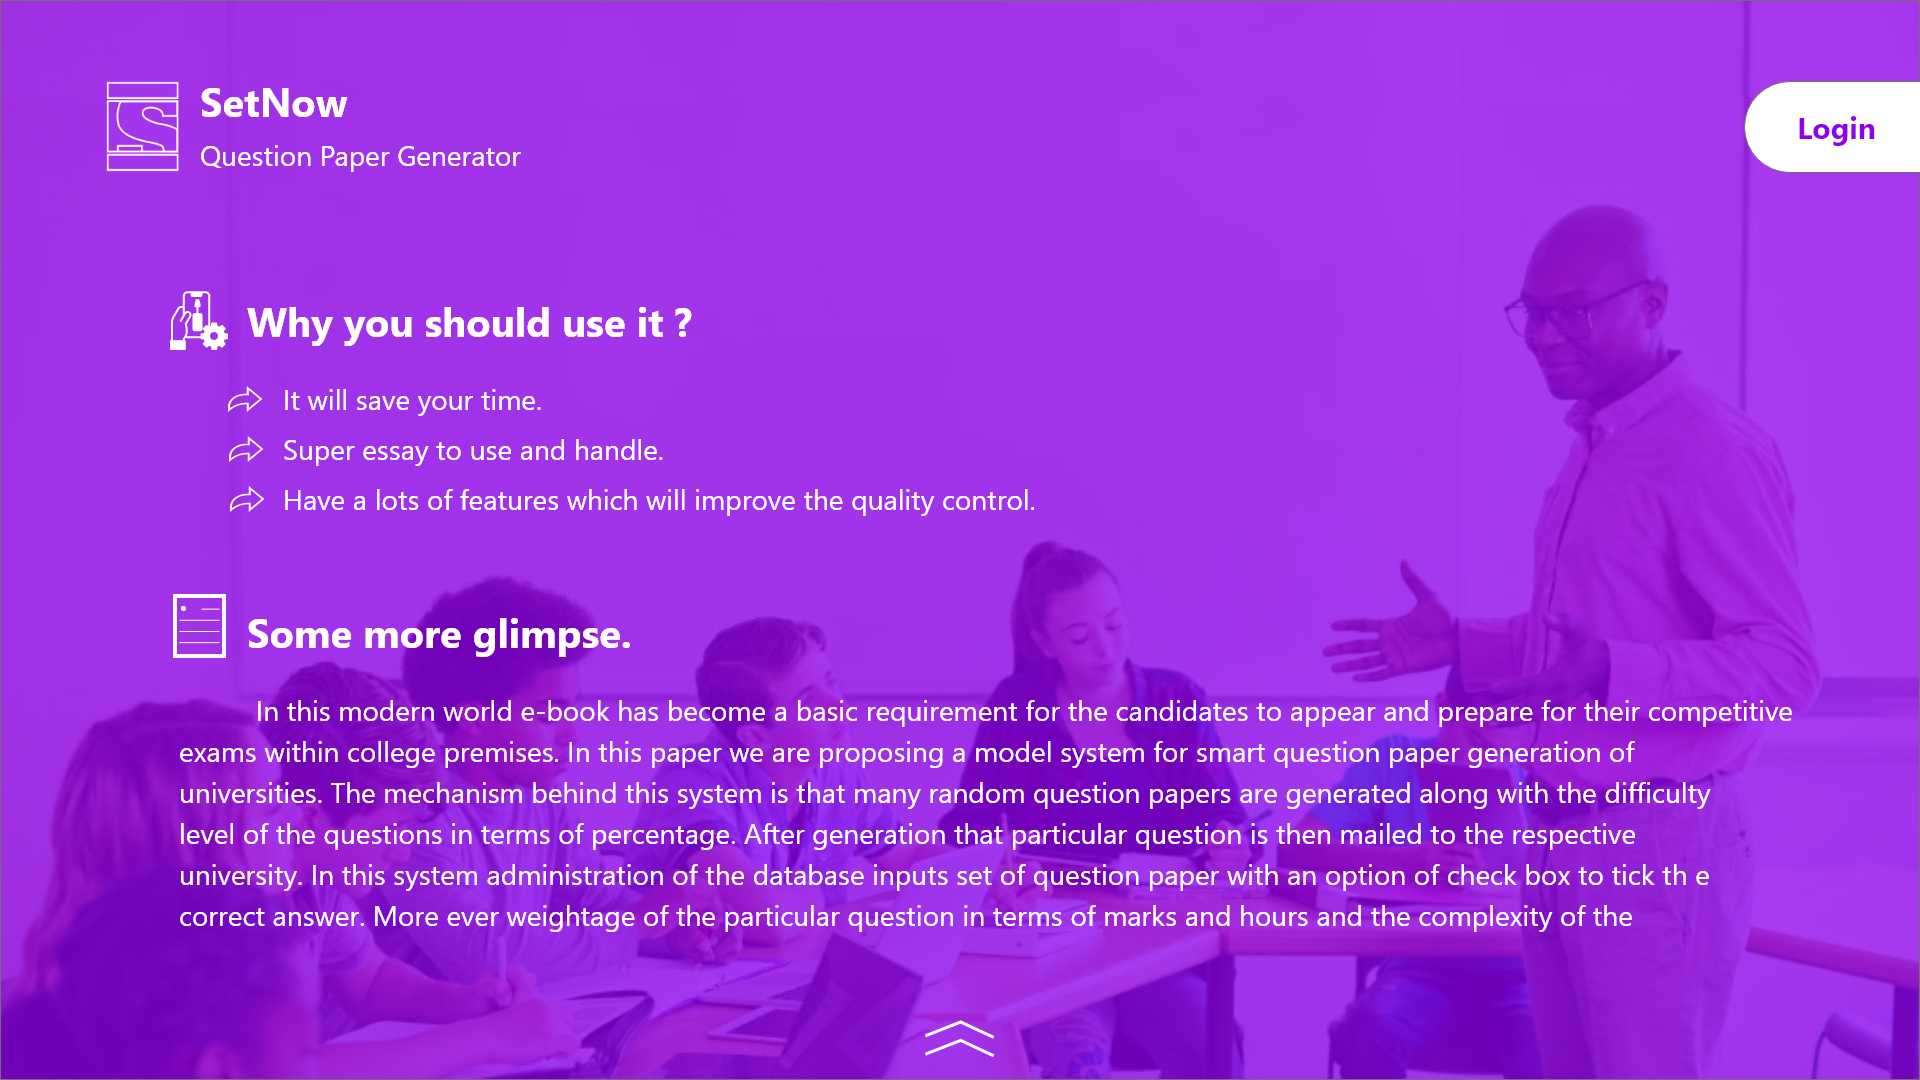 SetNow
Question Paper Generator
Login
Why you should use it ?
It will save your time.
Super essay to use and handle.
Have a lots of features which will improve the quality control.
Some more glimpse.
In this modern world e-book has become a basic requirement for the candidates to appear and prepare for their competitive
exams within college premises. In this paper we are proposing a model system for smart question paper generation of
universities. The mechanism behind this system is that many random question papers are generated along with the difficulty
level of the questions in terms of percentage. After generation that particular question is then mailed to the respective
university. In this system administration of the database inputs set of question paper with an option of check box to tick th e
correct answer. More ever weightage of the particular question in terms of marks and hours and the complexity of the